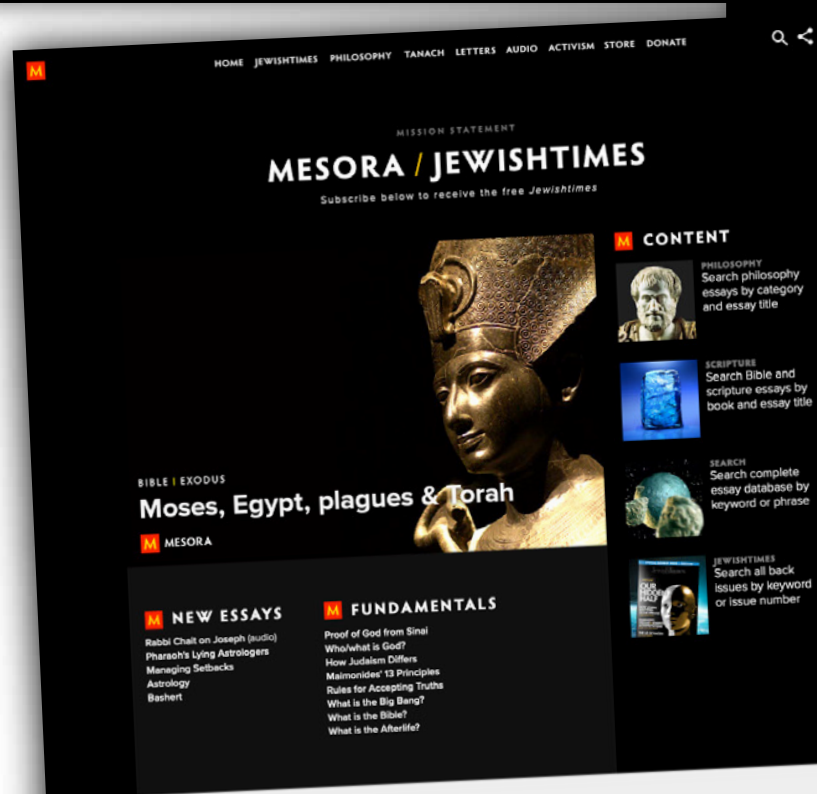 M
HOME JEWISHTIMES PHILOSOPHY TANACH LETTERS AUDIO ACTIVISM STORE DONATE
MISSION STATEMENT
MESORA / JEWISHTIMES
Subscribe below to receive the free Jewishtimes
BIBLE | EXODUS
Moses, Egypt, plagues & Torah
M MESORA
M NEW ESSAYS
Rabbi Chait on Joseph (audio)
Pharaoh's Lying Astrologers
Managing Setbacks
Astrology
Bashert
M FUNDAMENTALS
Proof of God from Sinai
Who/what is God?
How Judaism Differs
Maimonides' 13 Principles
Rules for Accepting Truths
What is the Big Bang?
What is the Bible?
What is the Afterlife?
M CONTENT
PHILOSOPHY
Search philosophy
essays by category
and essay title
SCRIPTURE
Search Bible and
scripture essays by
book and essay title
SEARCH
Search complete
essay database by
keyword or phrase
JEWISHTIMES
Search all back
issues by keyword
or issue number
OUR
HIDDEN
HALF